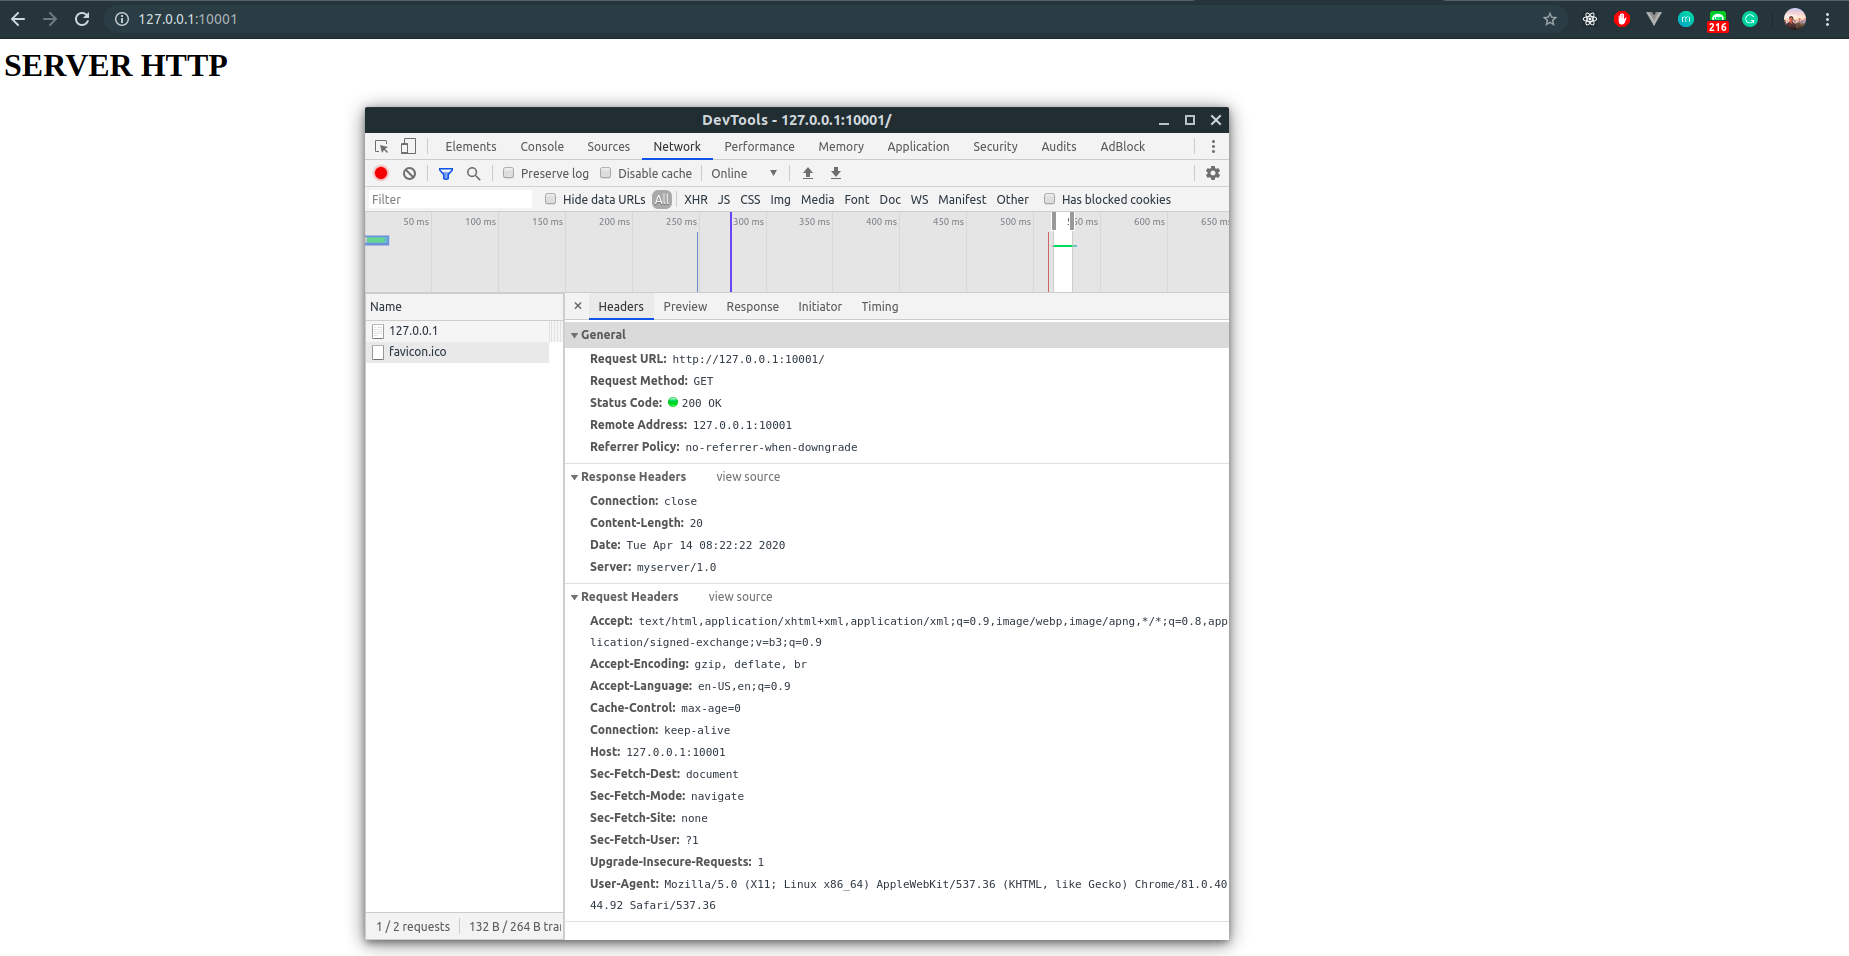 127.0.0.1:10001
216
SERVER HTTP
DevTools - 127.0.0.1:10001/
Elements Console Sources Network Performance Memory Application Security Audits AdBlock
Preserve log Disable cache Online
Filter Hide data URLs All XHR JS CSS Img Media Font Doc WS Manifest Other Has blocked cookies
50 ms 100 ms 150 ms 200 ms 250 ms 300 ms 350 ms 400 ms 450 ms 500 ms 600 ms
Name
127.0.0.1
favicon.ico
× Headers Preview Response Initiator Timing
General
Request URL: http://127.0.0.1:10001/
Request Method: GET
Status Code: 200 OK
Remote Address: 127.0.0.1:10001
Referrer Policy: no-referrer-when-downgrade
Response Headers view source
Connection: close
Content-Length: 20
Date: Tue Apr 14 08:22:22 2020
Server: myserver/1.0
Request Headers view source
Accept: text/html,application/xhtml+xml,application/xml;q=0.9,image/webp,image/apng,*/*;q=0.8,app
lication/signed-exchange;v=b3;q=0.9
Accept-Encoding: gzip, deflate, br
Accept-Language: en-US,en;q=0.9
Cache-Control: max-age=0
Connection: keep-alive
Host: 127.0.0.1:10001
Sec-Fetch-Dest: document
Sec-Fetch-Mode: navigate
Sec-Fetch-Site: none
Sec-Fetch-User: ?1
Upgrade-Insecure-Requests: 1
User-Agent: Mozilla/5.0 (X11; Linux x86_64) AppleWebKit/537.36 (KHTML, like Gecko) Chrome/81.0.40
44.92 Safari/537.36
1 / 2 requests 132 B / 264 B